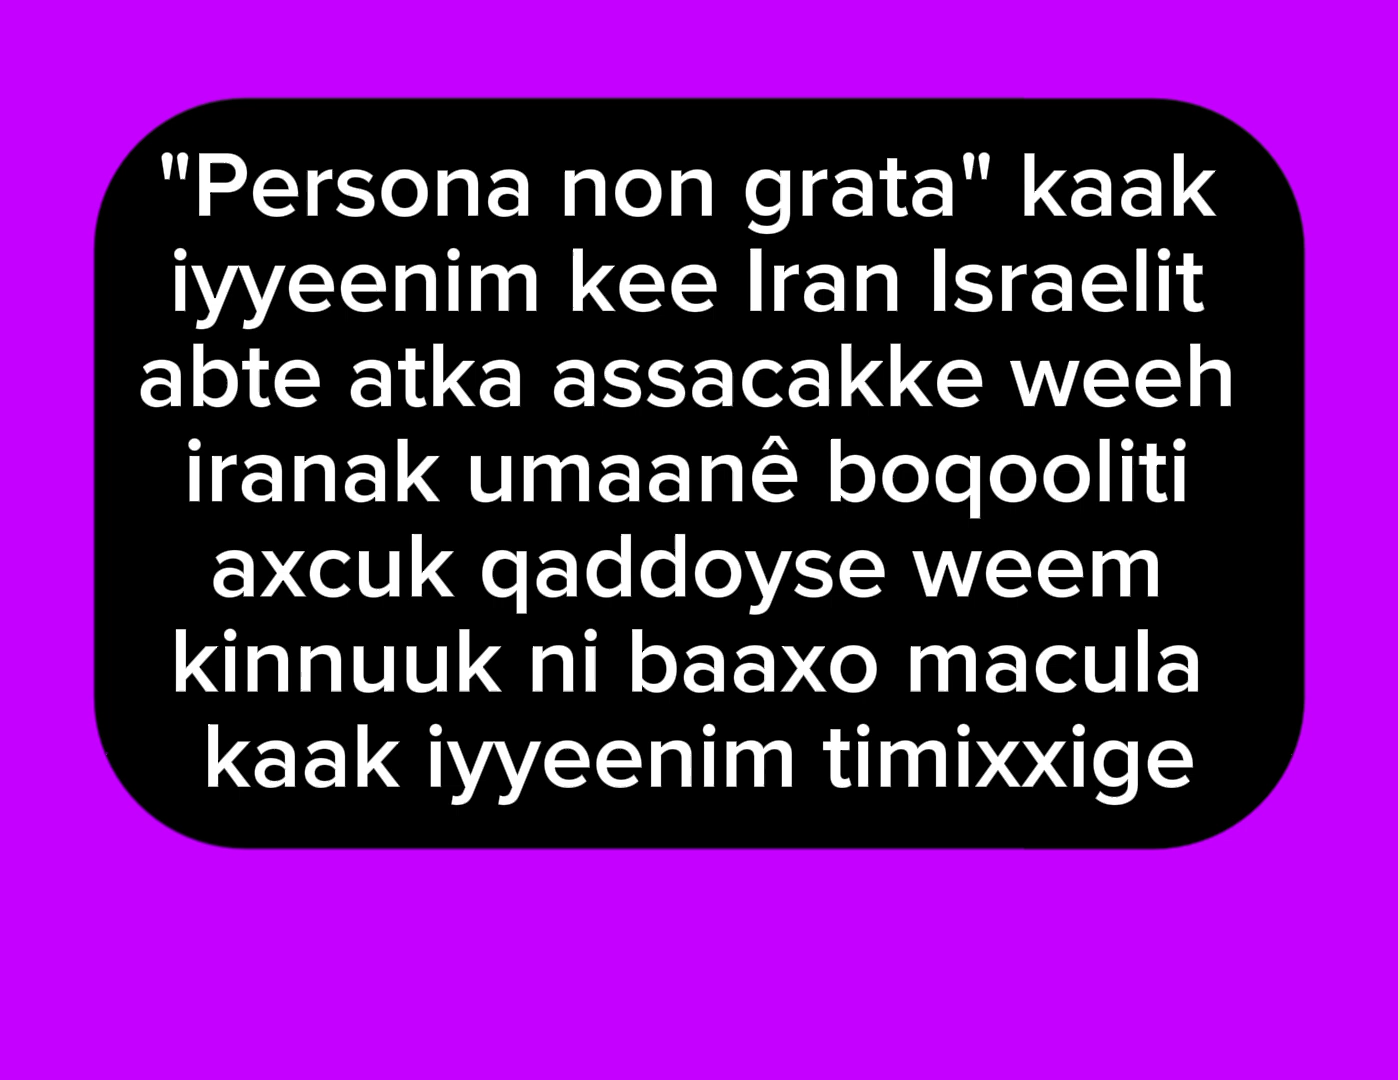 "Persona non grata" kaak
iyyeenim kee Iran Israelit
abte atka assacakke weeh
iranak umaanê boqooliti
axcuk qaddoyse weem
kinnuuk ni baaxo macula
kaak iyyeenim timixxige